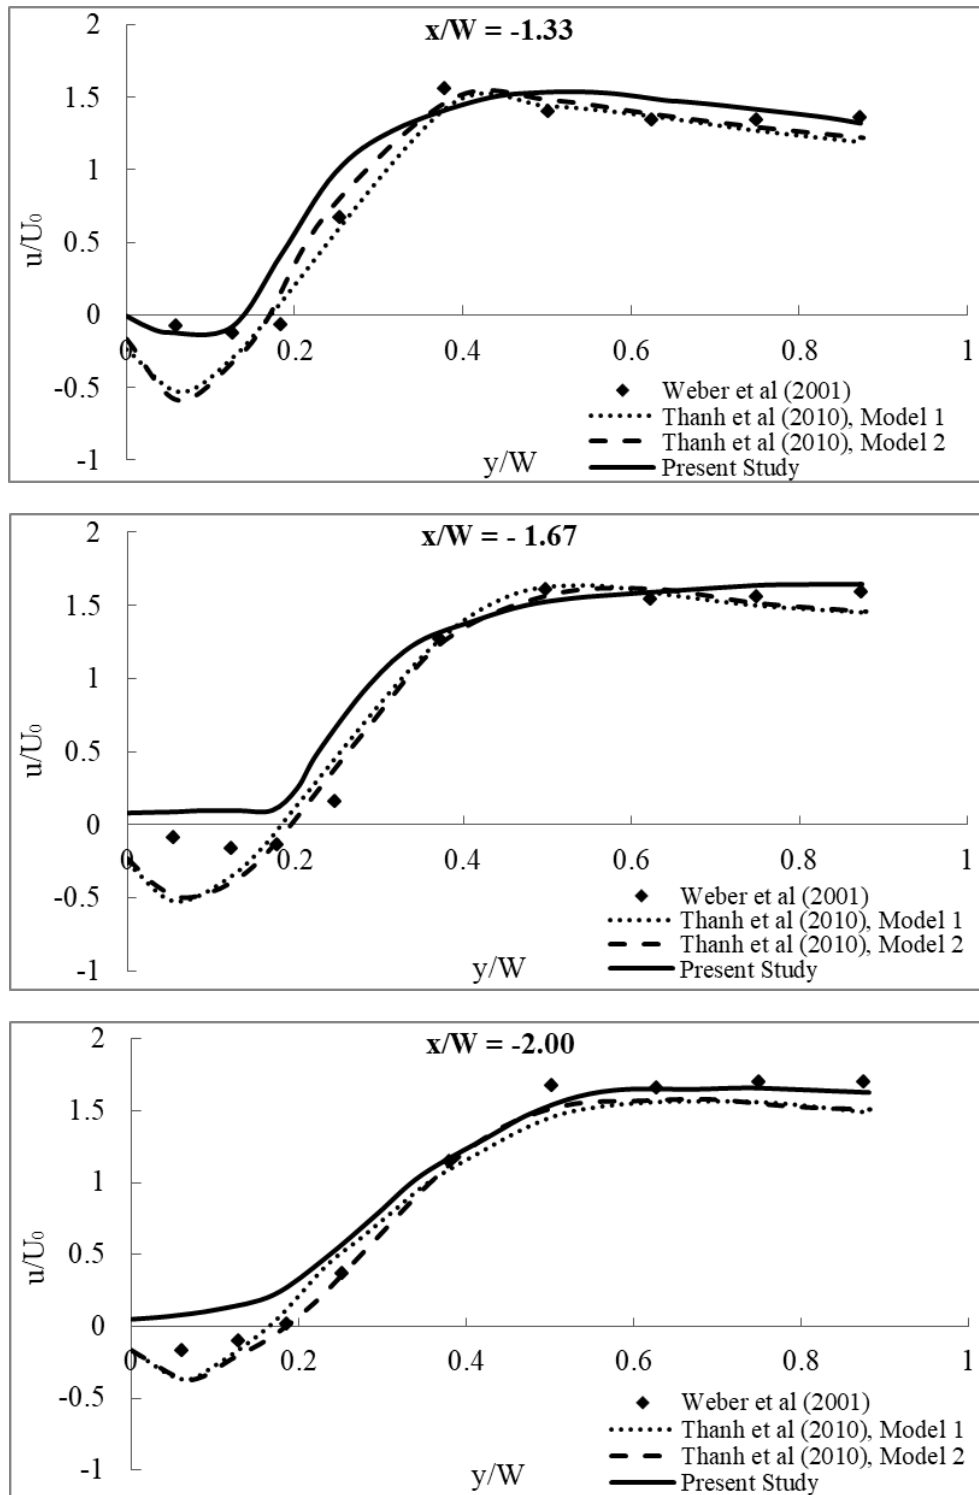 x/W = -1.33
2
1.5
1
0.5
0
-0.5
-1
u/U₀
0 0.2 0.4 0.6 0.8 1
y/W
Weber et al (2001)
Thanh et al (2010), Model 1
Thanh et al (2010), Model 2
Present Study
x/W = - 1.67
2
1.5
1
0.5
0
-0.5
-1
u/U₀
0 0.2 0.4 0.6 0.8 1
y/W
Weber et al (2001)
Thanh et al (2010), Model 1
Thanh et al (2010), Model 2
Present Study
x/W = -2.00
2
1.5
1
0.5
0
-0.5
-1
u/U₀
0 0.2 0.4 0.6 0.8 1
y/W
Weber et al (2001)
Thanh et al (2010), Model 1
Thanh et al (2010), Model 2
Present Study